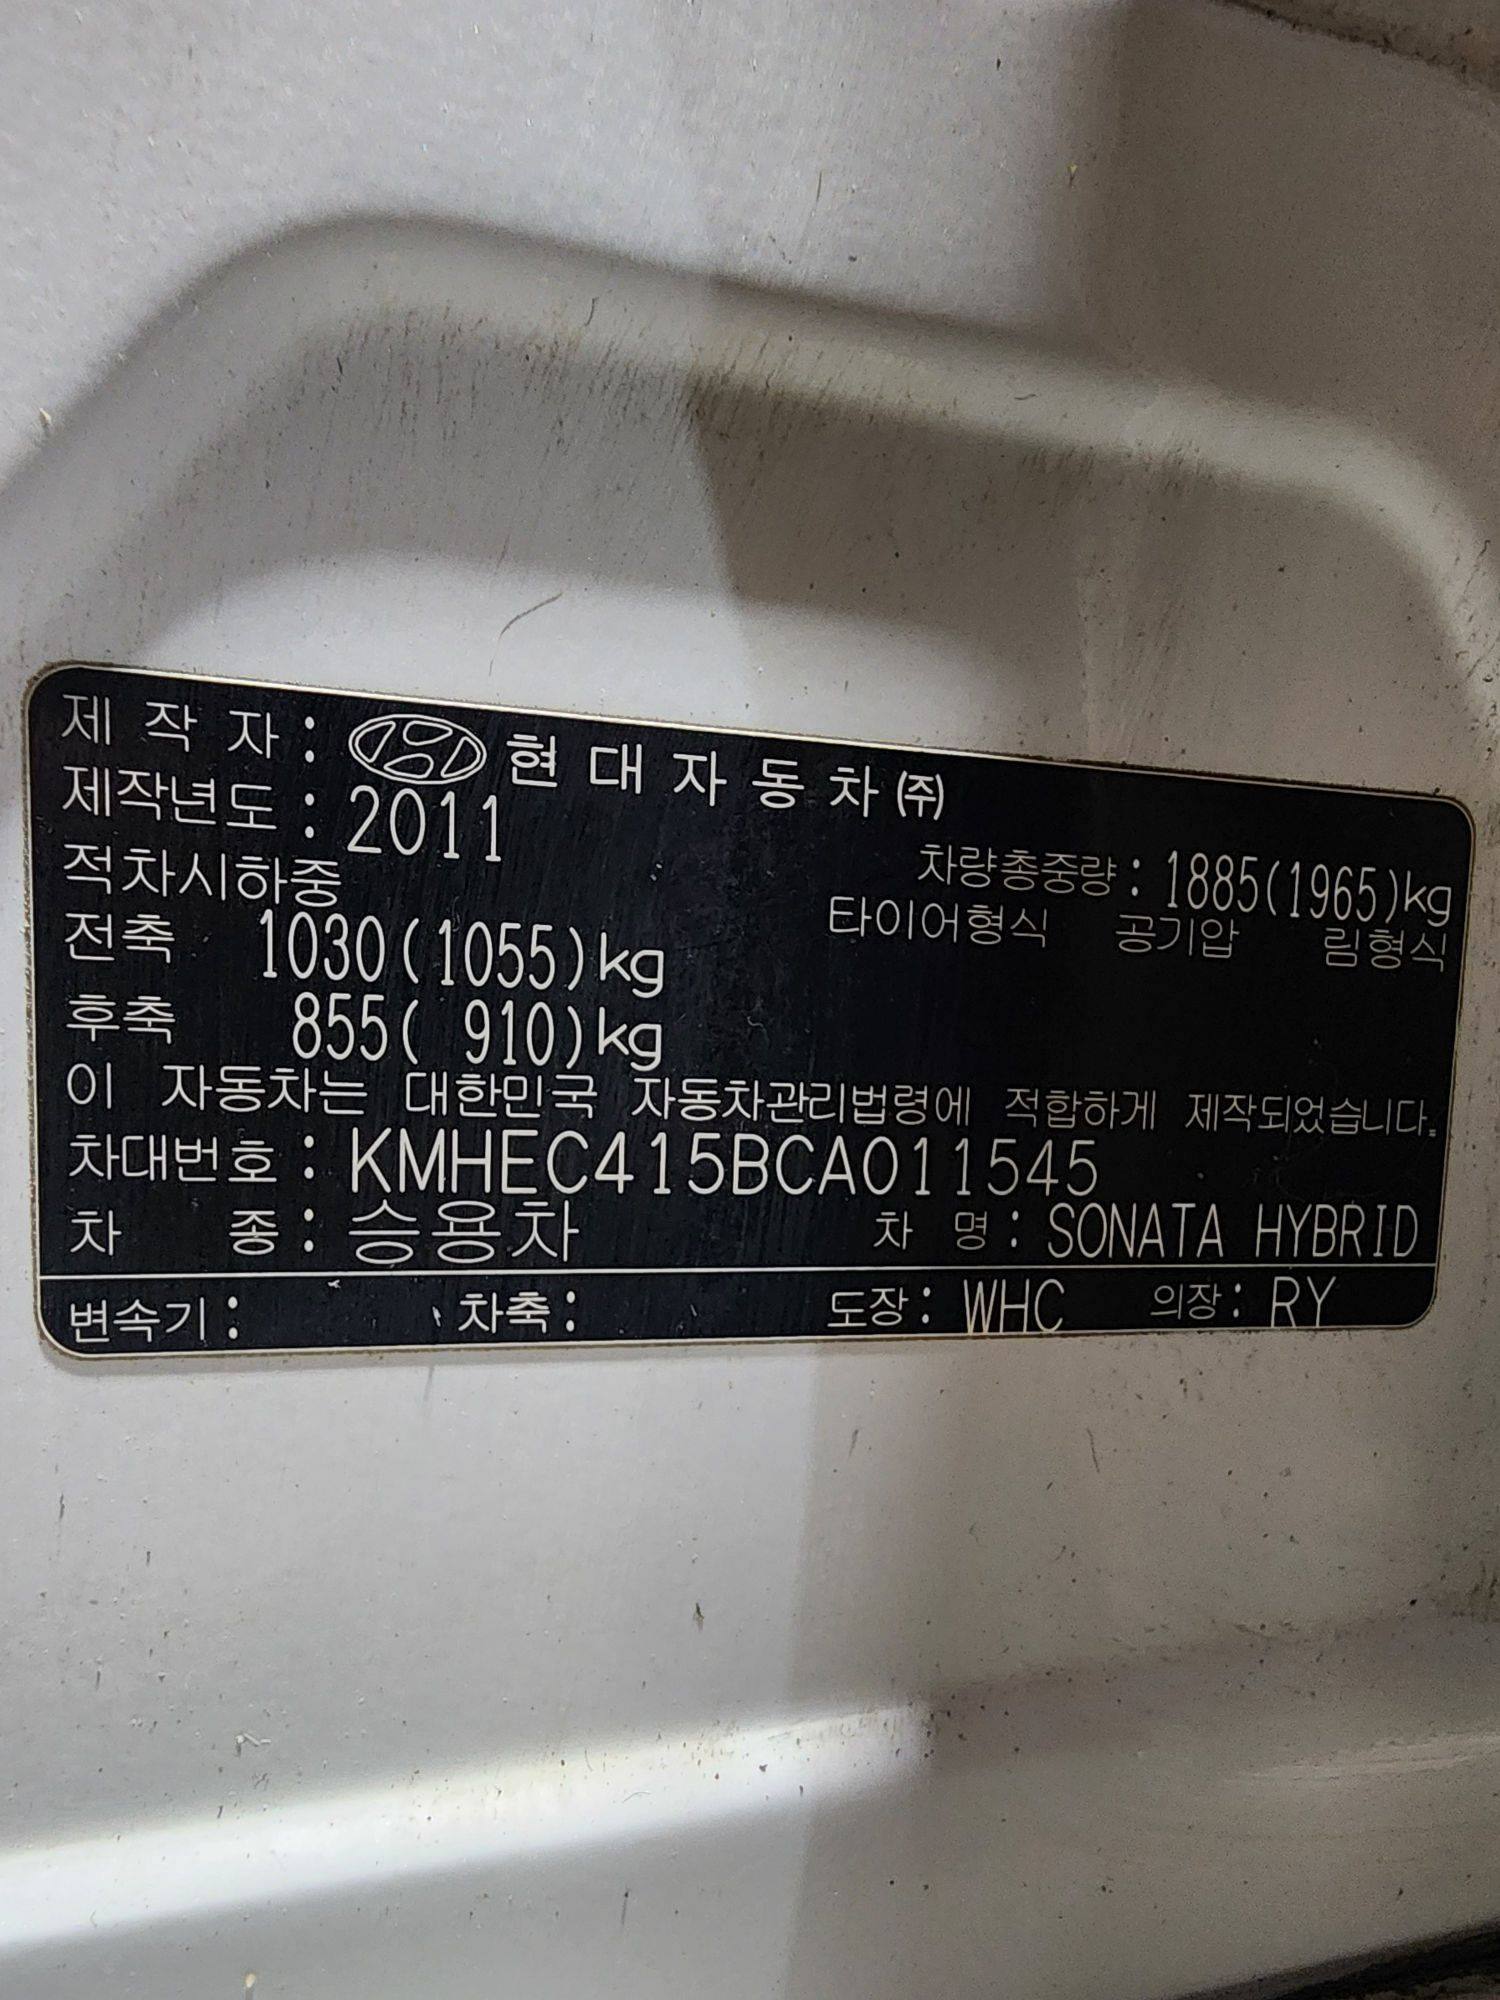 제 작 자 : 현 대 자 동 차 (주)
제작년도 : 2011
적차시하중 차량총중량 : 1885(1965)kg
전축 1030(1055)kg 타이어형식 공기압 림형식
후축 855( 910)kg
이 자동차는 대한민국 자동차관리법령에 적합하게 제작되었습니다.
차대번호 : KMHEC415BCA011545
차 종 : 승용차 차 명 : SONATA HYBRID
변속기 : 차축 : 도장 : WHC 의장 : RY